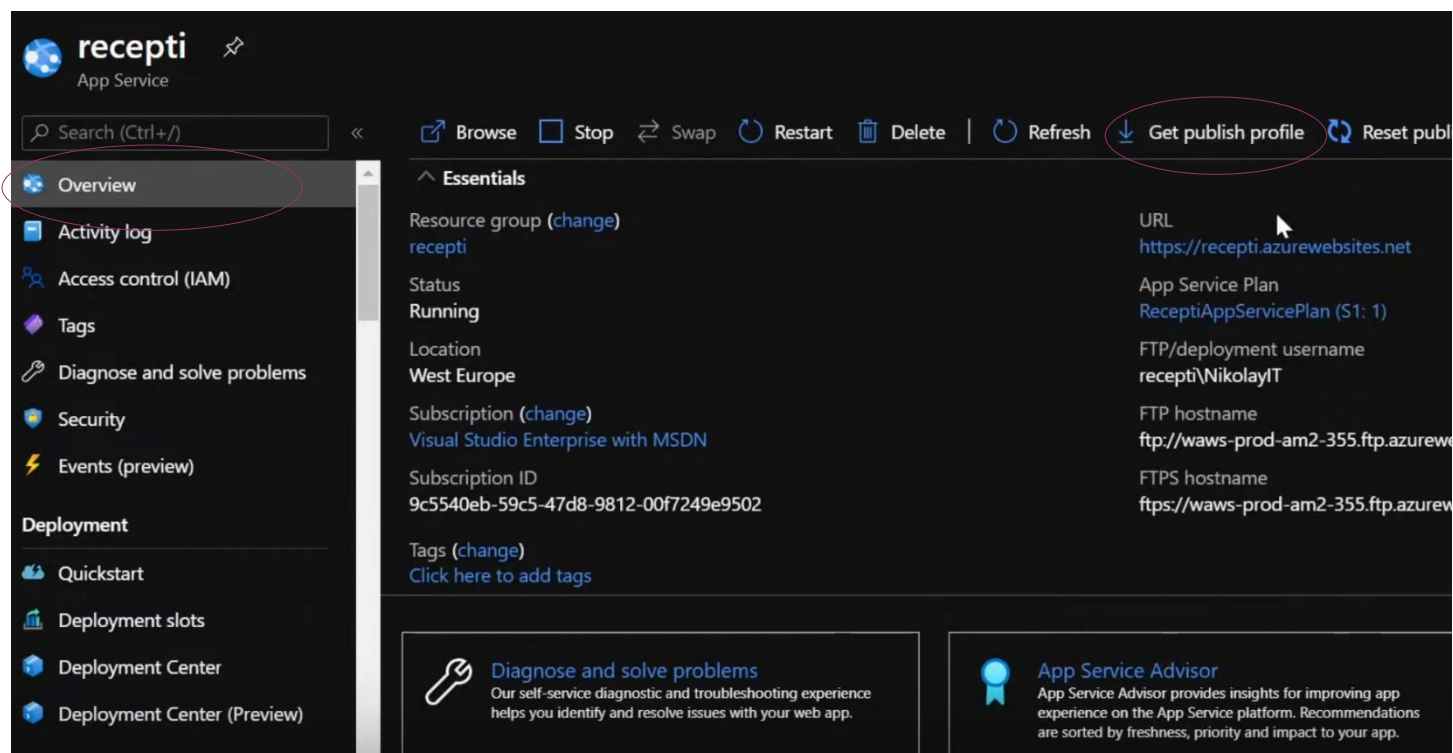 recepti
App Service
Search (Ctrl+/)
«
Overview
Activity log
Access control (IAM)
Tags
Diagnose and solve problems
Security
Events (preview)
Deployment
Quickstart
Deployment slots
Deployment Center
Deployment Center (Preview)
Browse Stop Swap Restart Delete | Refresh Get publish profile Reset publ
Essentials
Resource group (change)
recepti
Status
Running
Location
West Europe
Subscription (change)
Visual Studio Enterprise with MSDN
Subscription ID
9c5540eb-59c5-47d8-9812-00f7249e9502
Tags (change)
Click here to add tags
URL
https://recepti.azurewebsites.net
App Service Plan
ReceptiAppServicePlan (S1: 1)
FTP/deployment username
recepti\NikolayIT
FTP hostname
ftp://waws-prod-am2-355.ftp.azurewe
FTPS hostname
ftps://waws-prod-am2-355.ftp.azurew
Diagnose and solve problems
Our self-service diagnostic and troubleshooting experience
helps you identify and resolve issues with your web app.
App Service Advisor
App Service Advisor provides insights for improving app
experience on the App Service platform. Recommendations
are sorted by freshness, priority and impact to your app.